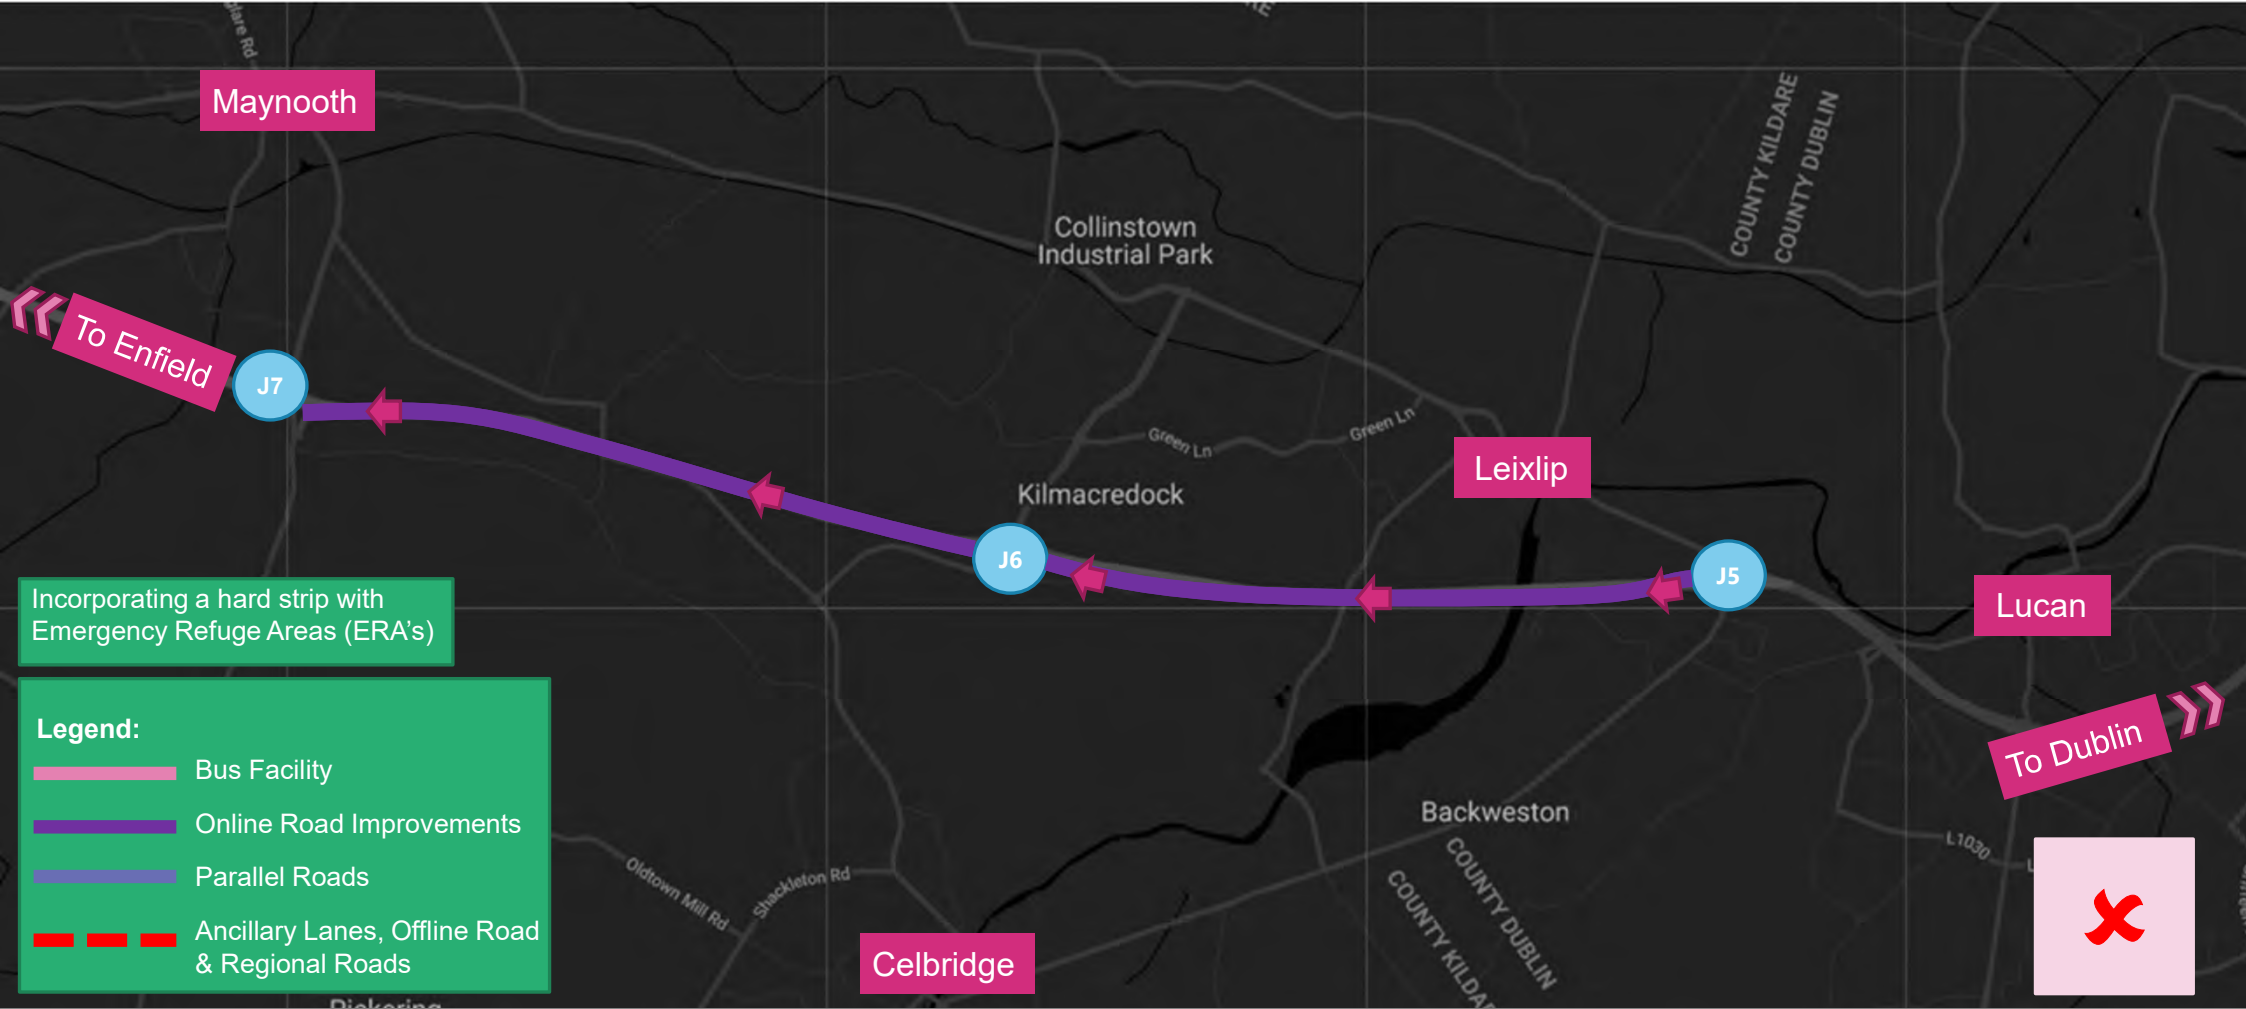 Maynooth
COUNTY KILDARE
COUNTY DUBLIN
Collinstown
Industrial Park
To Enfield
J7
Green Ln
Green Ln
Leixlip
Kilmacredock
J6
J5
Incorporating a hard strip with
Emergency Refuge Areas (ERA’s)
Lucan
To Dublin
Legend:
Bus Facility
Online Road Improvements
Parallel Roads
Ancillary Lanes, Offline Road
& Regional Roads
Backweston
COUNTY DUBLIN
L1030
Oldtown Mill Rd
Shackleton Rd
Celbridge